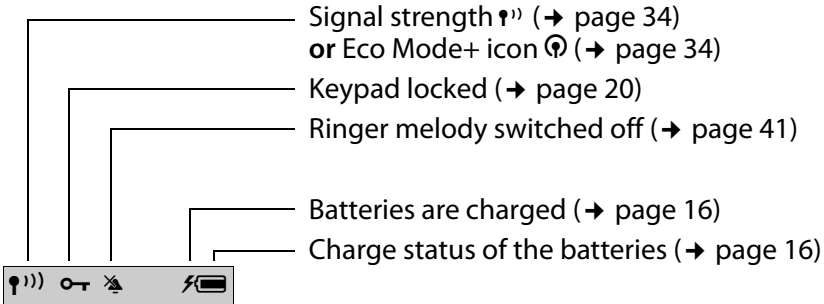 Signal strength (➔ page 34)
or Eco Mode+ icon (➔ page 34)
Keypad locked (➔ page 20)
Ringer melody switched off (➔ page 41)
Batteries are charged (➔ page 16)
Charge status of the batteries (➔ page 16)